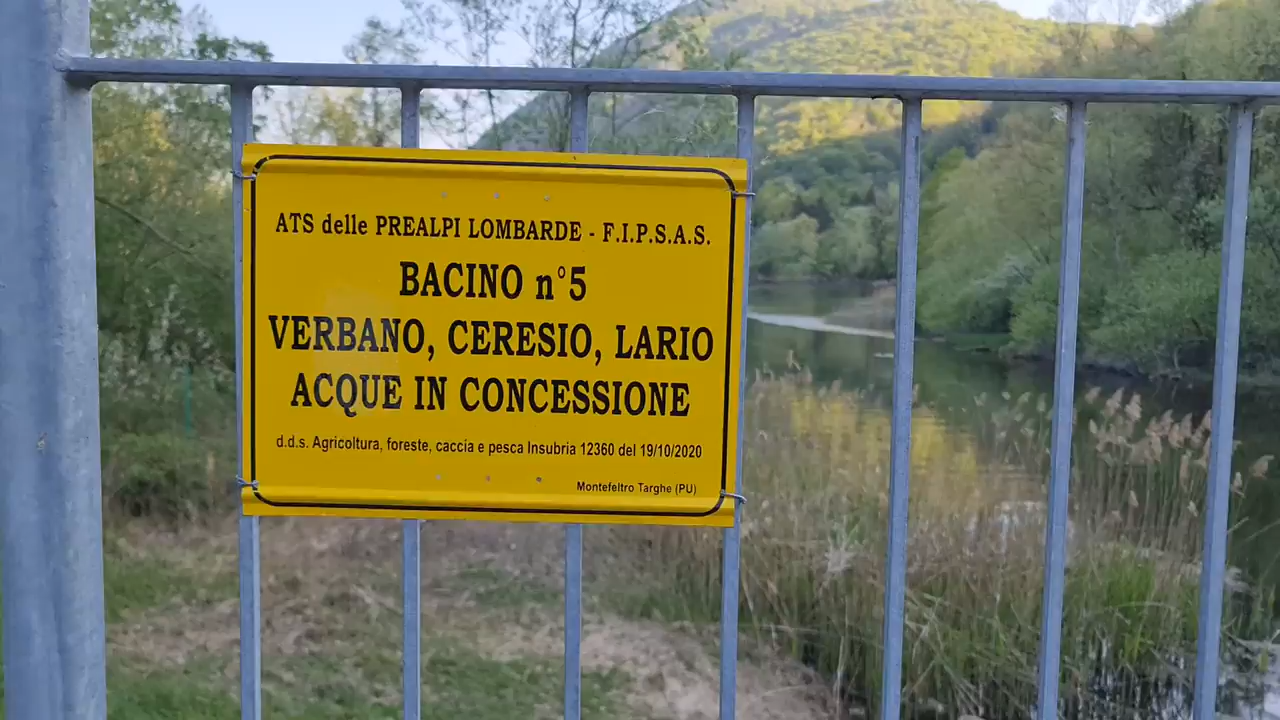 ATS delle PREALPI LOMBARDE - F.I.P.S.A.S.
BACINO n°5
VERBANO, CERESIO, LARIO
ACQUE IN CONCESSIONE
d.d.s. Agricoltura, foreste, caccia e pesca Insubria 12360 del 19/10/2020
Montefeltro Targhe (PU)